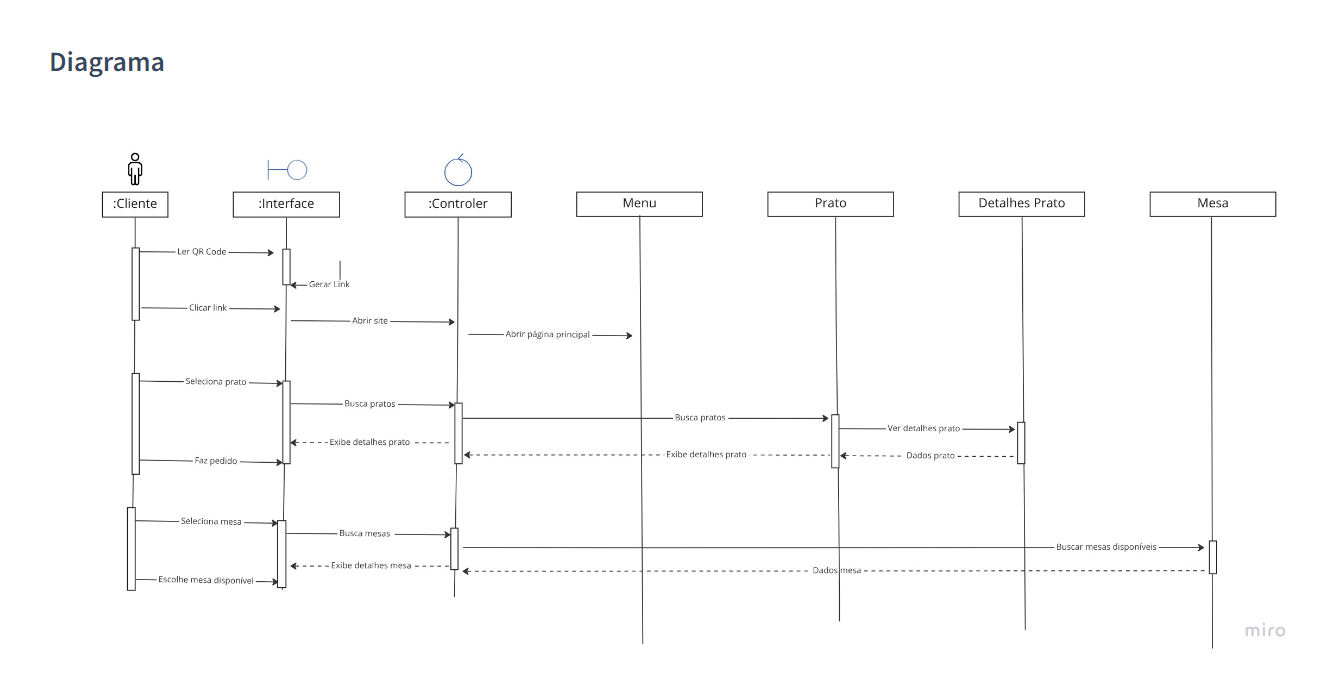 Diagrama
:Cliente
:Interface
:Controler
Menu
Prato
Detalhes Prato
Mesa
Ler QR Code
Gerar Link
Clicar link
Abrir site
Abrir página principal
Seleciona prato
Busca pratos
Busca pratos
Ver detalhes prato
Exibe detalhes prato
Exibe detalhes prato
Dados prato
Faz pedido
Seleciona mesa
Busca mesas
Buscar mesas disponíveis
Exibe detalhes mesa
Dados mesa
Escolhe mesa disponível
miro